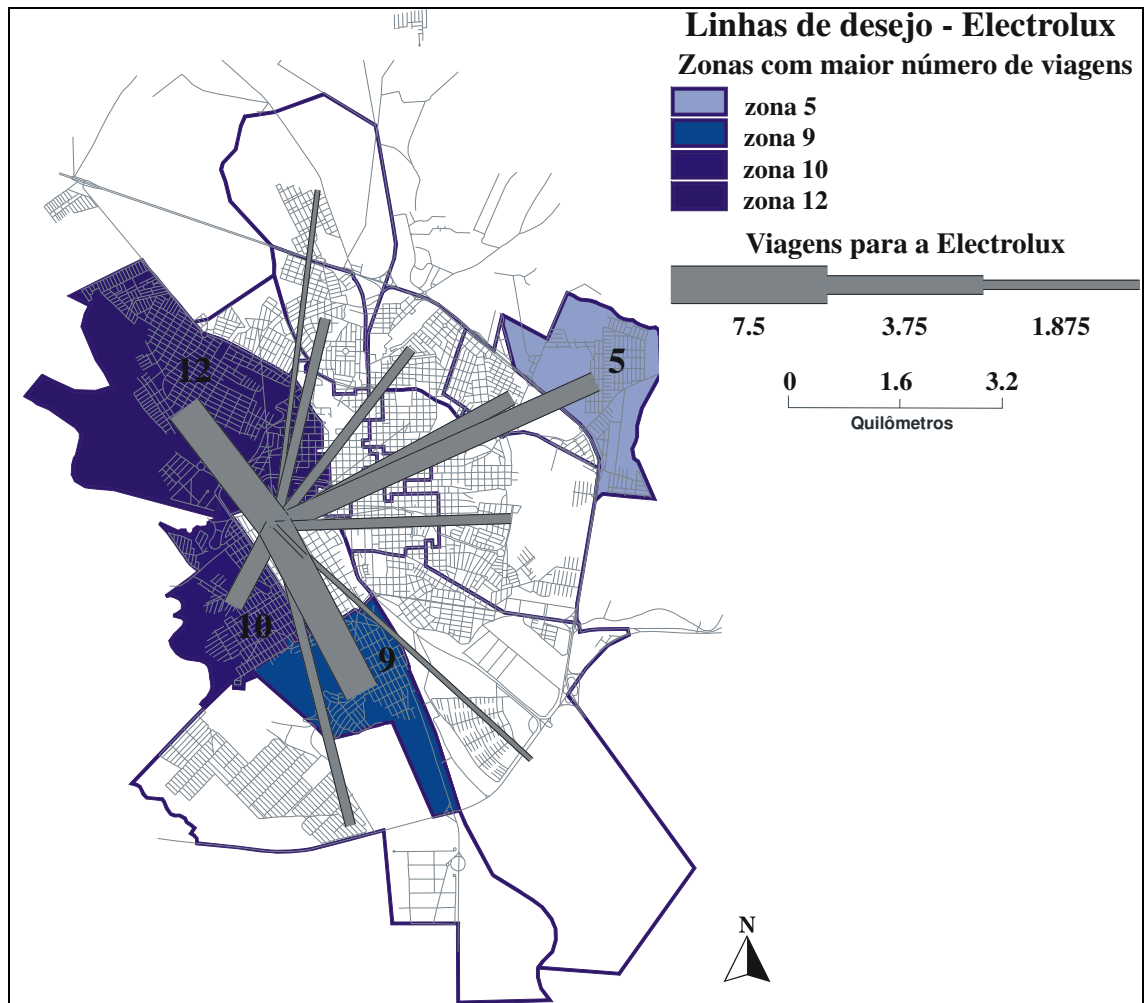 Linhas de desejo - Electrolux
Zonas com maior número de viagens
zona 5
zona 9
zona 10
zona 12
Viagens para a Electrolux
7.5 3.75 1.875
0 1.6 3.2
Quilômetros
12
5
10
9
N